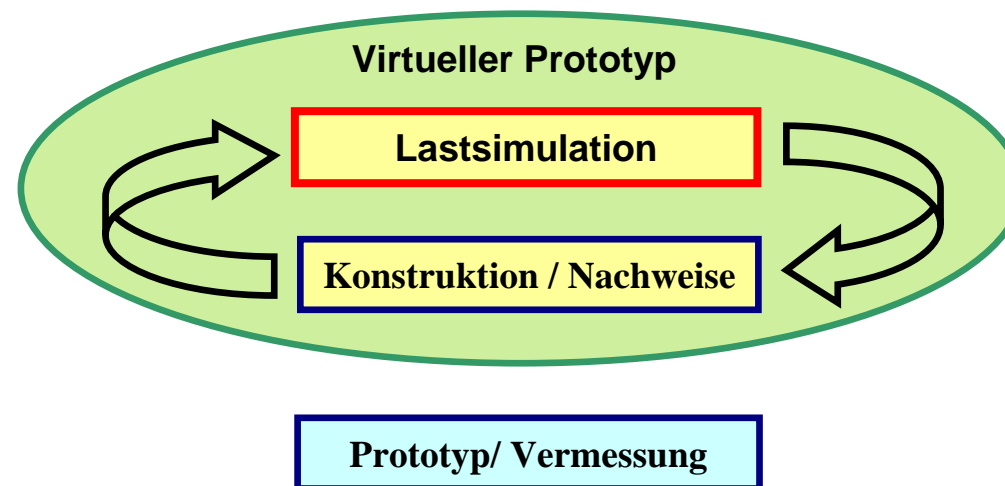 Virtueller Prototyp
Lastsimulation
Konstruktion / Nachweise
Prototyp/ Vermessung